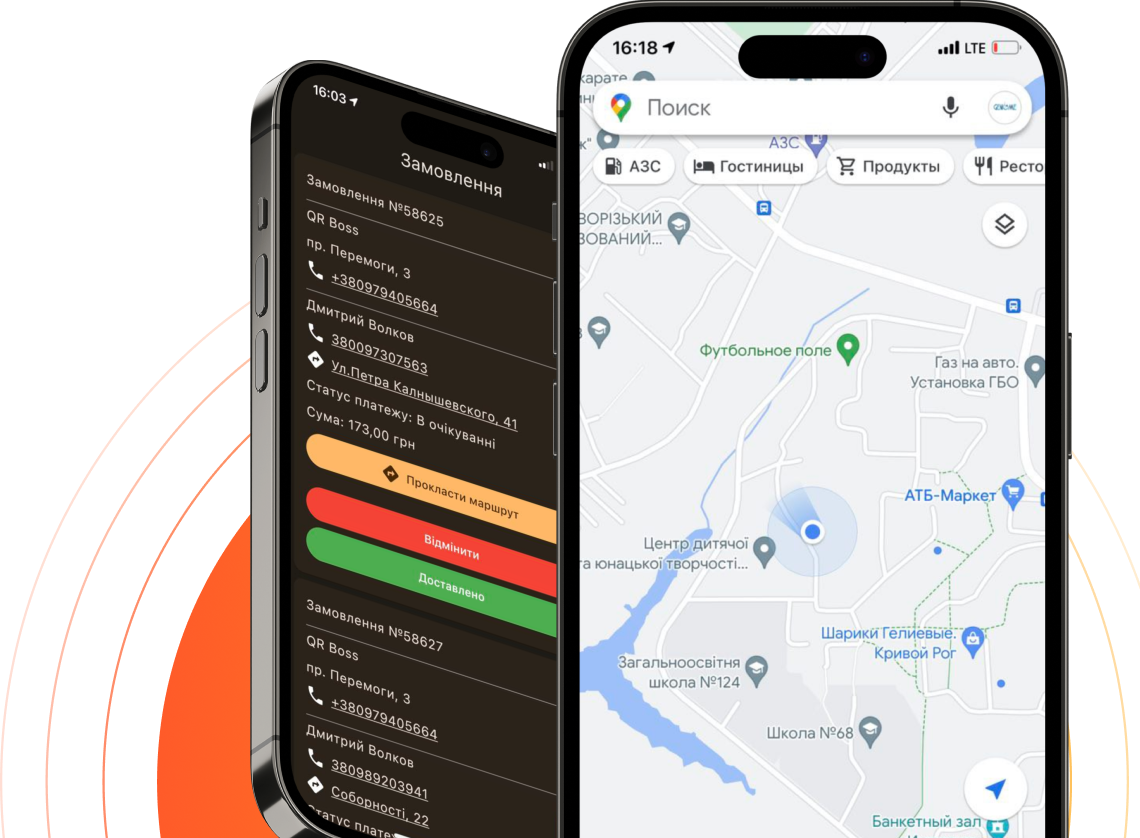 16:03
Замовлення
Замовлення №58625
QR Boss
пр. Перемоги, 3
+380979405664
Дмитрий Волков
380097307563
Ул.Петра Калнышевского, 41
Статус платежу: В очікуванні
Сума: 173,00 грн
Прокласти маршрут
Відмінити
Доставлено
Замовлення №58627
QR Boss
пр. Перемоги, 3
+380979405664
Дмитрий Волков
380989203941
Соборності, 22
16:18
LTE
карате
Поиск
АЗС
АЗС
Гостиницы
Продукты
Ресто
ВОРІЗЬКИЙ
ЗОВАНИЙ...
Футбольное поле
Газ на авто.
Установка ГБО
АТБ-Маркет
Центр дитячої
та юнацької творчості...
Шарики Гелиевые.
Кривой Рог
Загальноосвітня
школа №124
Школа №68
Банкетный зал